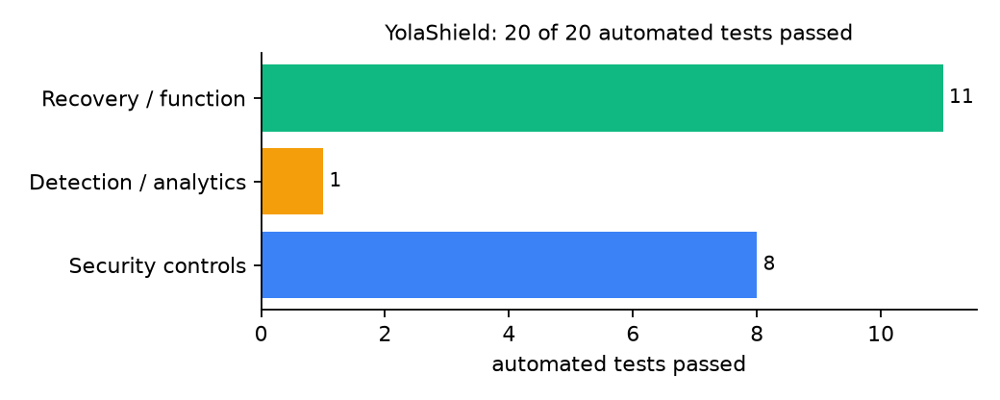 YolaShield: 20 of 20 automated tests passed
Recovery / function
11
Detection / analytics
1
Security controls
8
0 2 4 6 8 10
automated tests passed